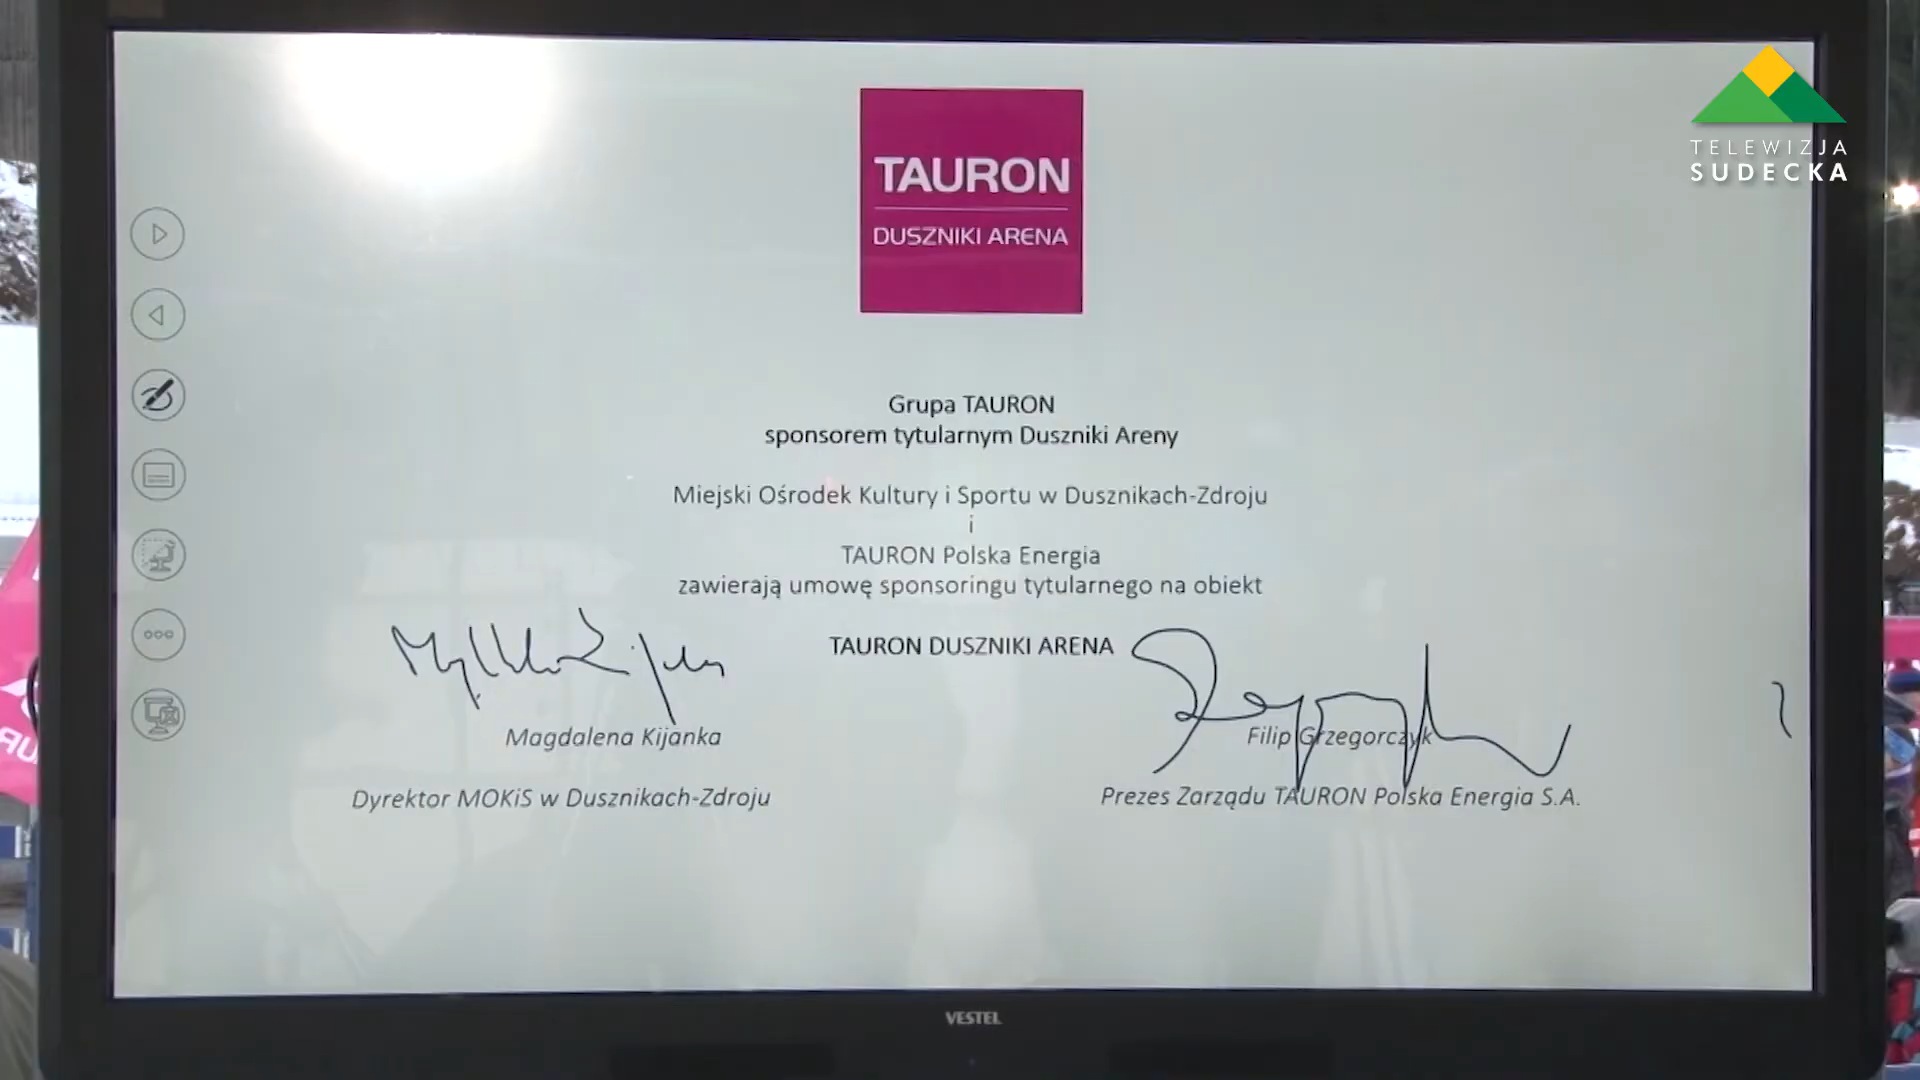 TELEWIZJA
SUDECKA
TAURON
DUSZNIKI ARENA
Grupa TAURON
sponsorem tytularnym Duszniki Areny
Miejski Ośrodek Kultury i Sportu w Dusznikach-Zdroju
i
TAURON Polska Energia
zawierają umowę sponsoringu tytularnego na obiekt
TAURON DUSZNIKI ARENA
Magdalena Kijanka
Filip Grzegorczyk
Dyrektor MOKiS w Dusznikach-Zdroju
Prezes Zarządu TAURON Polska Energia S.A.
VESTEL